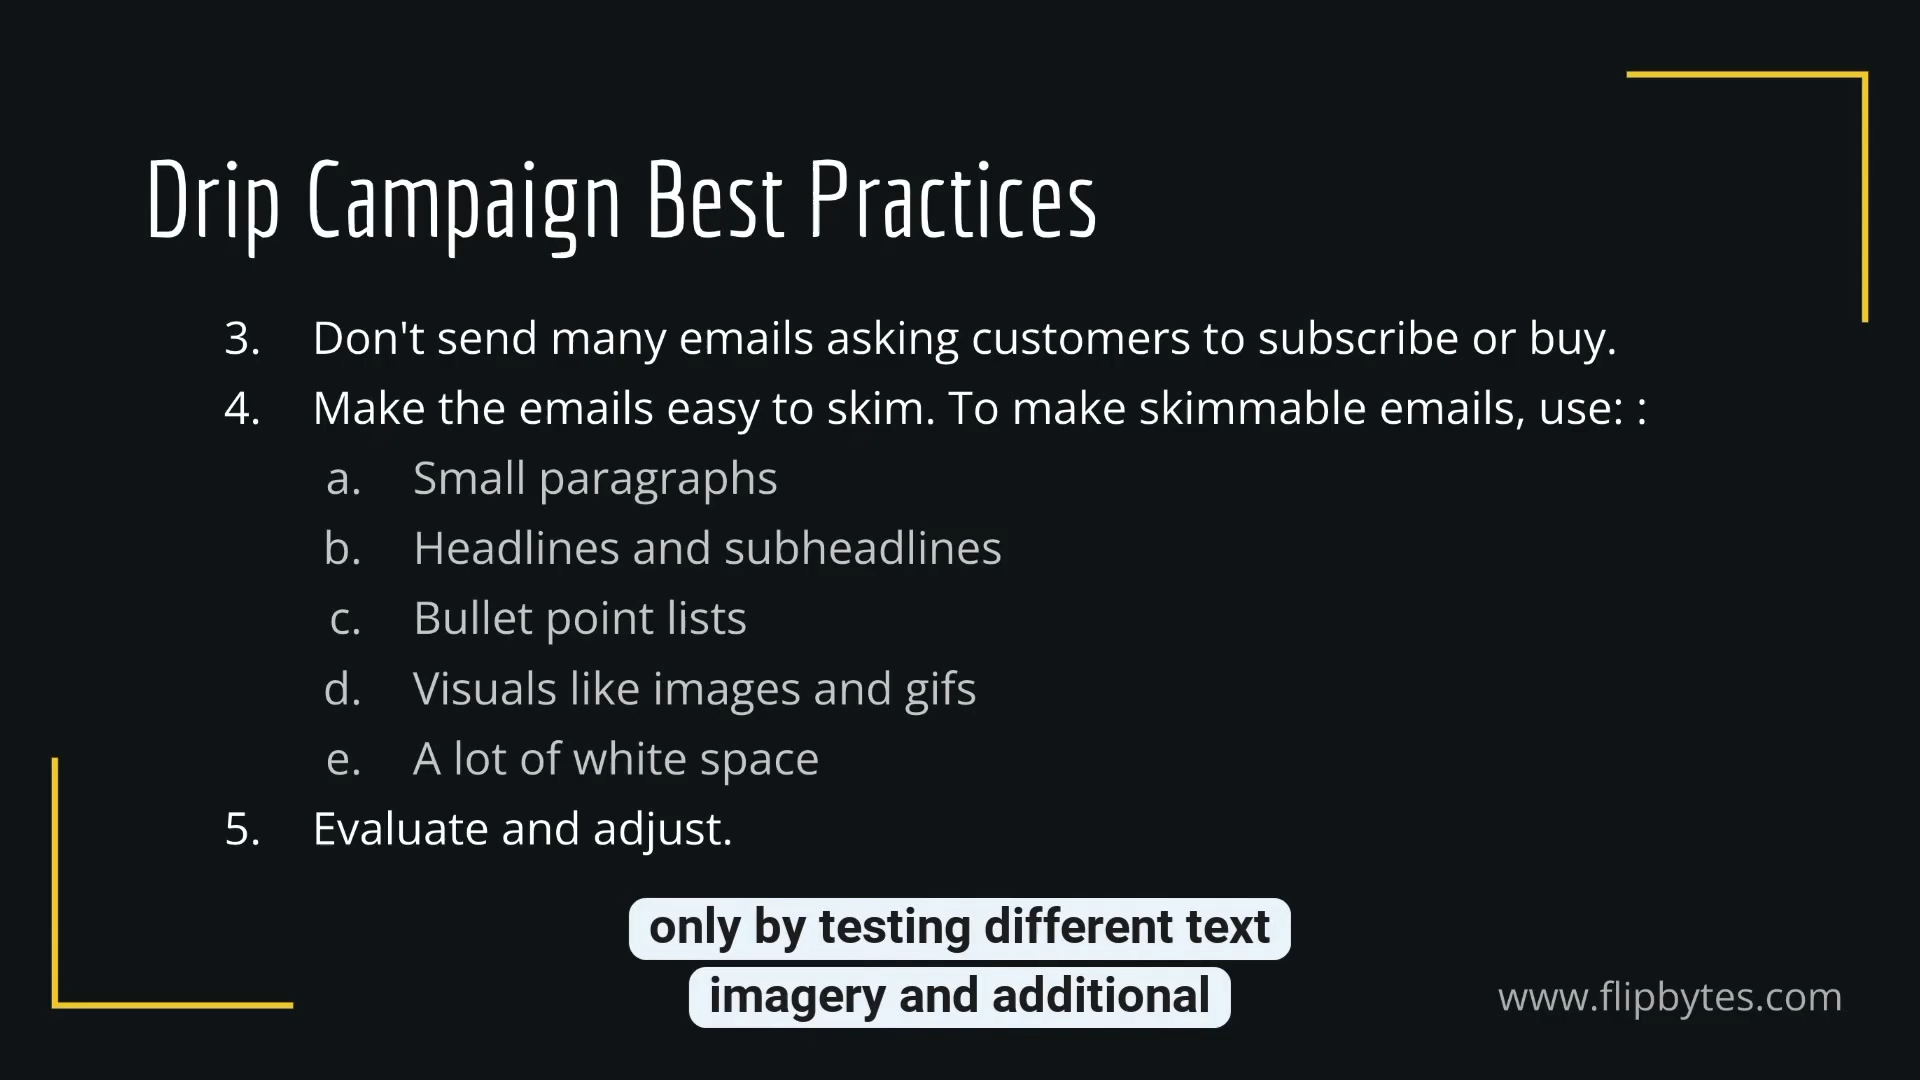 Drip Campaign Best Practices
3. Don't send many emails asking customers to subscribe or buy.
4. Make the emails easy to skim. To make skimmable emails, use: :
a. Small paragraphs
b. Headlines and subheadlines
c. Bullet point lists
d. Visuals like images and gifs
e. A lot of white space
5. Evaluate and adjust.
only by testing different text
imagery and additional
www.flipbytes.com